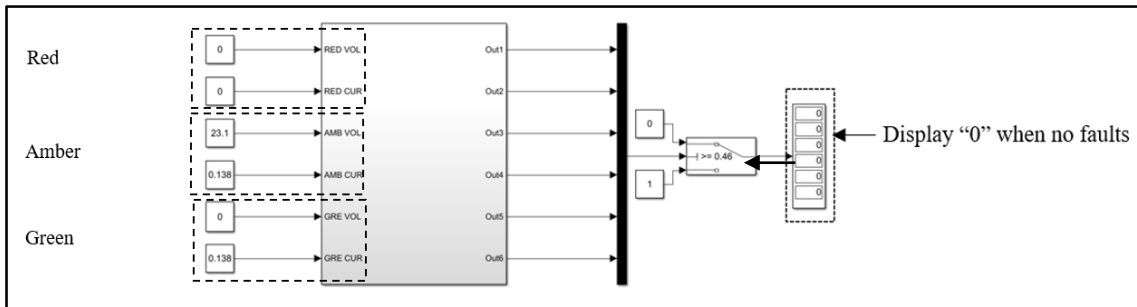 Red
0
RED VOL
Out1
0
RED CUR
Out2
Amber
23.1
AMB VOL
Out3
0.138
AMB CUR
Out4
Green
0
GRE VOL
Out5
0.138
GRE CUR
Out6
0
>= 0.46
1
0
0
0
0
0
0
Display “0” when no faults